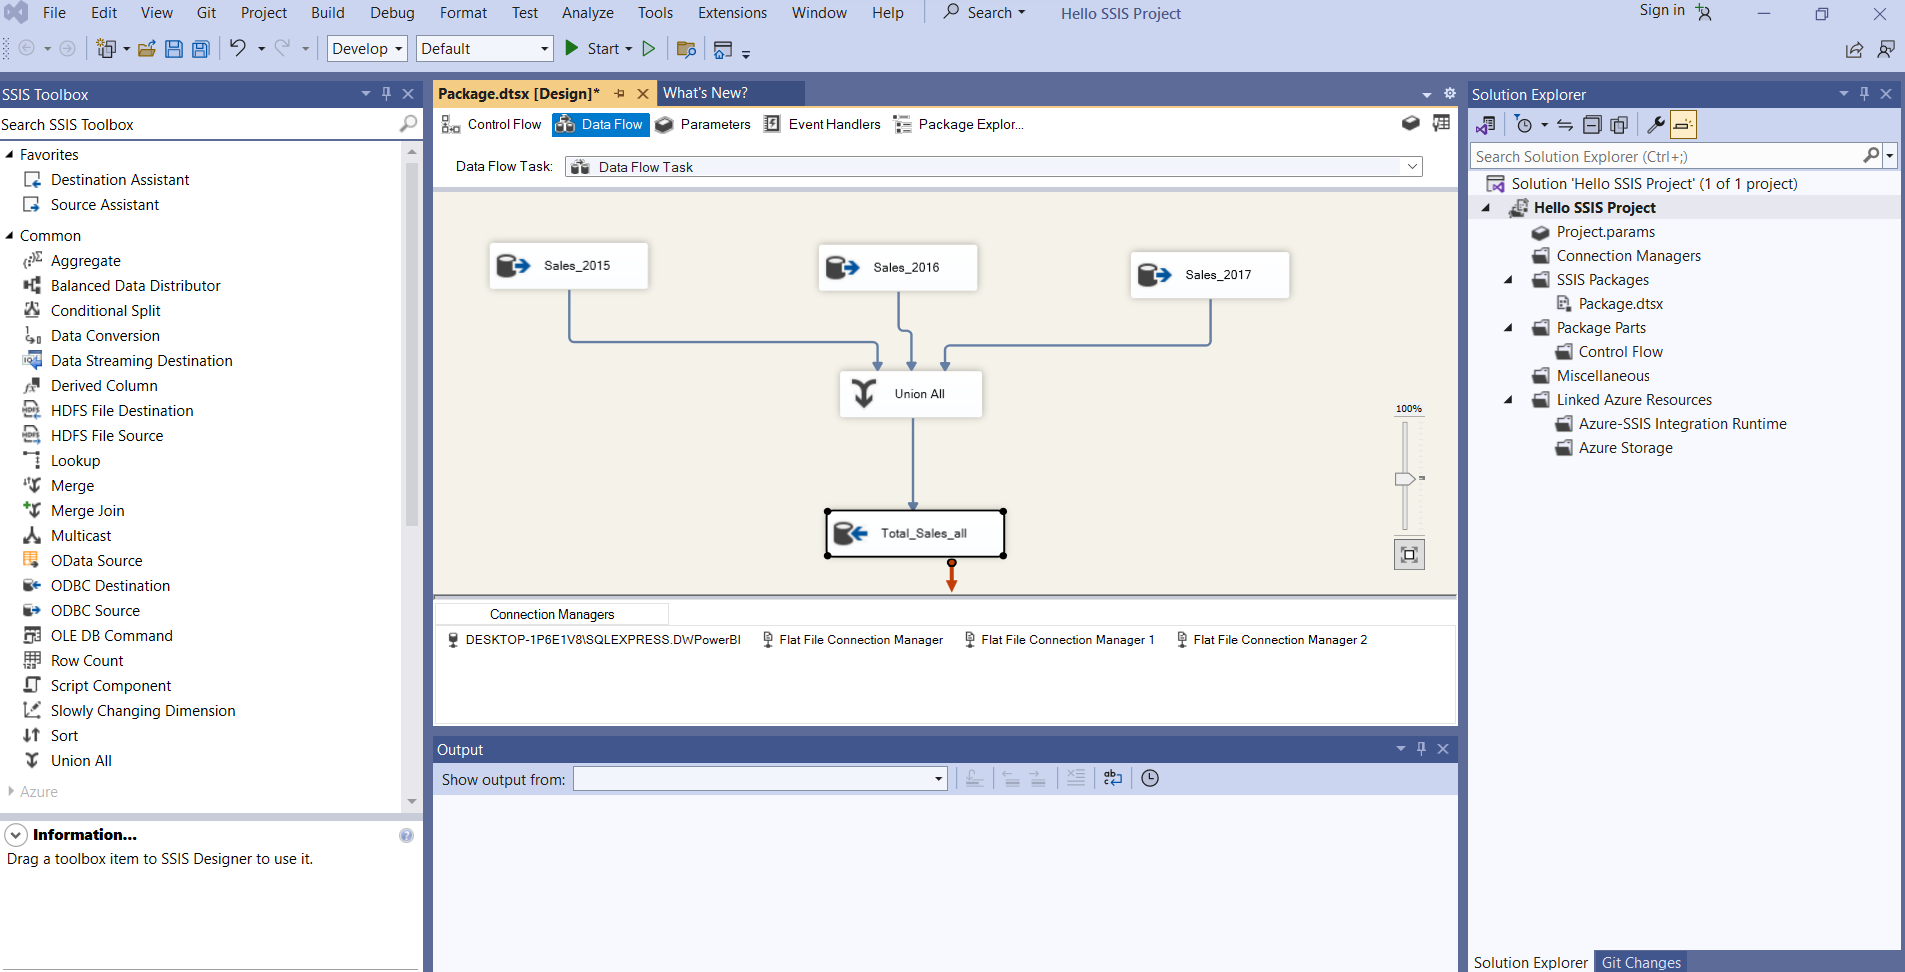 File Edit View Git Project Build Debug Format Test Analyze Tools Extensions Window Help Search Hello SSIS Project Sign in
Develop Default Start
SSIS Toolbox
Search SSIS Toolbox
Favorites
Destination Assistant
Source Assistant
Common
Aggregate
Balanced Data Distributor
Conditional Split
Data Conversion
Data Streaming Destination
Derived Column
HDFS File Destination
HDFS File Source
Lookup
Merge
Merge Join
Multicast
OData Source
ODBC Destination
ODBC Source
OLE DB Command
Row Count
Script Component
Slowly Changing Dimension
Sort
Union All
Azure
Information...
Drag a toolbox item to SSIS Designer to use it.
Package.dtsx [Design]* What's New?
Control Flow Data Flow Parameters Event Handlers Package Explor...
Data Flow Task: Data Flow Task
Sales_2015 Sales_2016 Sales_2017
Union All
100%
Total_Sales_all
Connection Managers
DESKTOP-1P6E1V8\SQLEXPRESS.DWPowerBI Flat File Connection Manager Flat File Connection Manager 1 Flat File Connection Manager 2
Output
Show output from:
Solution Explorer
Search Solution Explorer (Ctrl+;)
Solution 'Hello SSIS Project' (1 of 1 project)
Hello SSIS Project
Project.params
Connection Managers
SSIS Packages
Package.dtsx
Package Parts
Control Flow
Miscellaneous
Linked Azure Resources
Azure-SSIS Integration Runtime
Azure Storage
Solution Explorer Git Changes